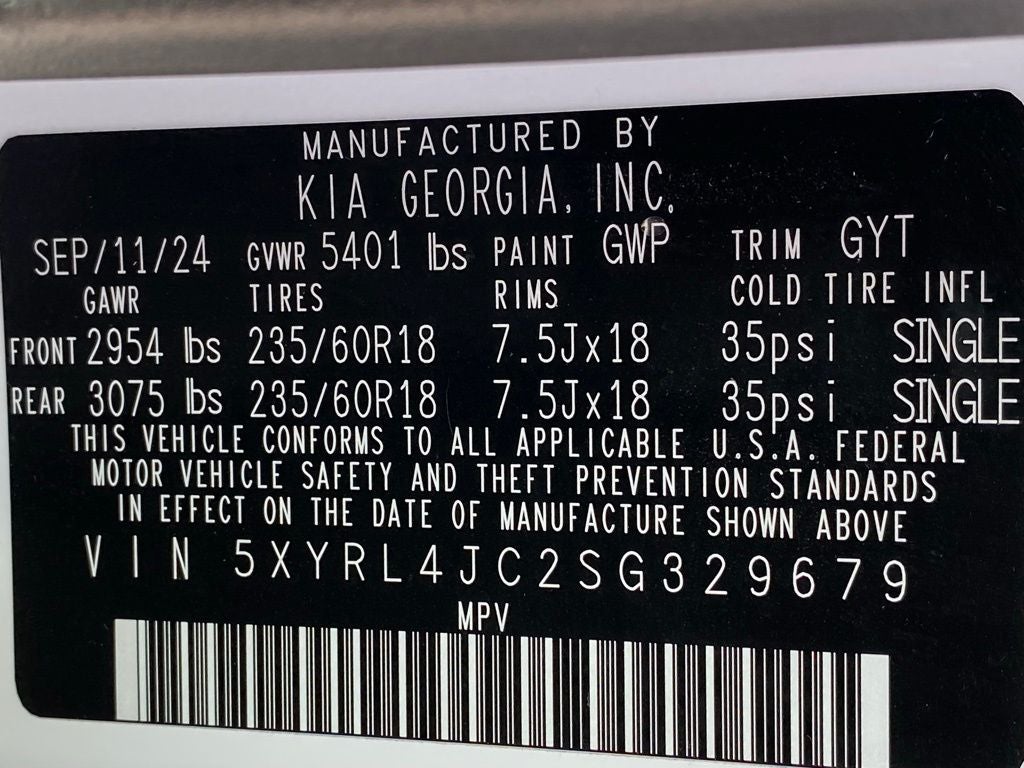 MANUFACTURED BY
KIA GEORGIA, INC.
SEP/11/24 GVWR 5401 lbs PAINT GWP TRIM GYT
GAWR TIRES RIMS COLD TIRE INFL
FRONT 2954 lbs 235/60R18 7.5Jx18 35psi SINGLE
REAR 3075 lbs 235/60R18 7.5Jx18 35psi SINGLE
THIS VEHICLE CONFORMS TO ALL APPLICABLE U.S.A. FEDERAL
MOTOR VEHICLE SAFETY AND THEFT PREVENTION STANDARDS
IN EFFECT ON THE DATE OF MANUFACTURE SHOWN ABOVE
VIN 5XYRL4JC2SG329679
MPV